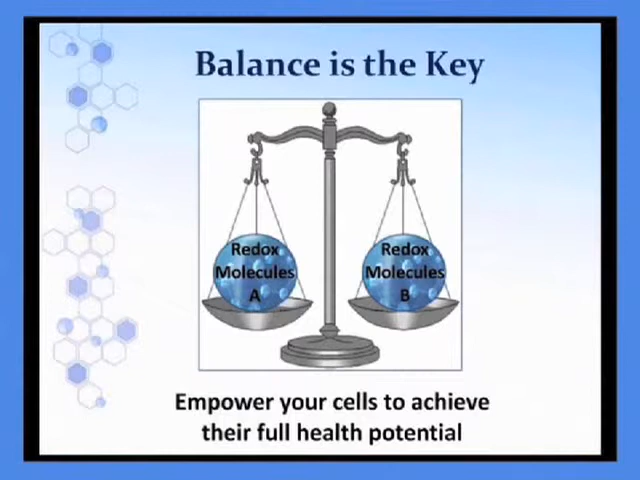 Balance is the Key
Redox
Molecules
A
Redox
Molecules
B
Empower your cells to achieve
their full health potential